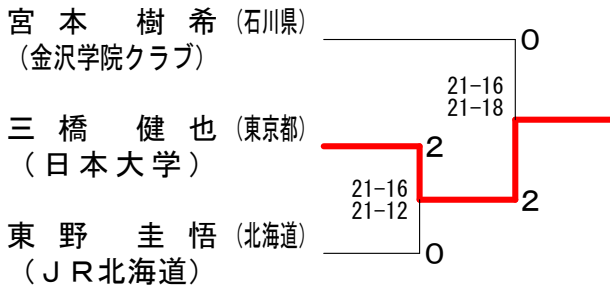 宮本 樹希 (石川県)
(金沢学院クラブ)
0
21-16
21-18
三橋 健也 (東京都)
(日本大学)
2
21-16
21-12
2
東野 圭悟 (北海道)
(JR北海道)
0